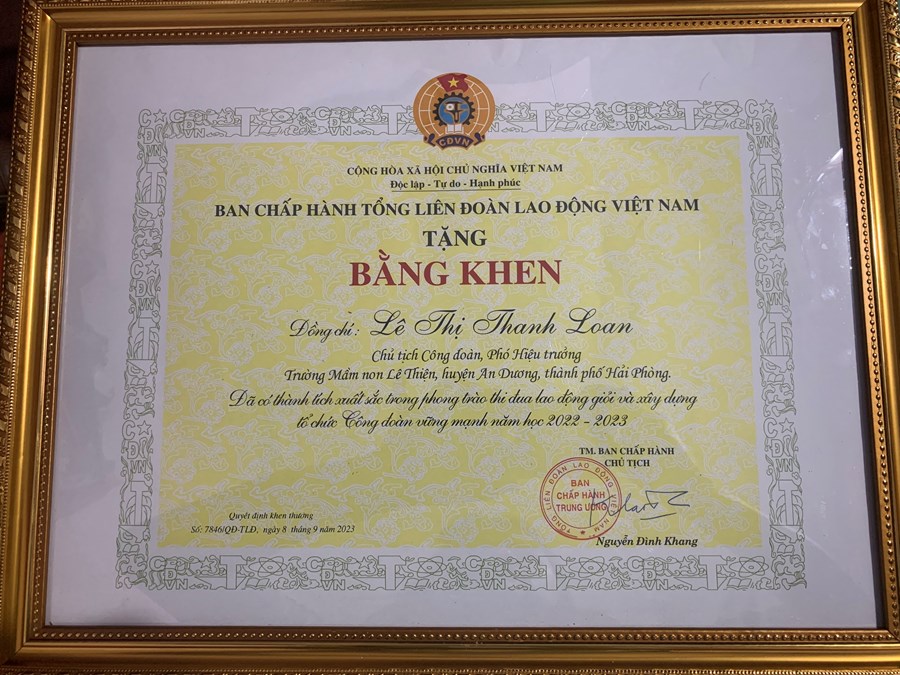 CĐVN
CỘNG HÒA XÃ HỘI CHỦ NGHĨA VIỆT NAM
Độc lập - Tự do - Hạnh phúc
BAN CHẤP HÀNH TỔNG LIÊN ĐOÀN LAO ĐỘNG VIỆT NAM
TẶNG
BẰNG KHEN
Đồng chí: Lê Thị Thanh Loan
Chủ tịch Công đoàn, Phó Hiệu trưởng
Trường Mầm non Lê Thiện, huyện An Dương, thành phố Hải Phòng.
Đã có thành tích xuất sắc trong phong trào thi đua lao động giỏi và xây dựng
tổ chức Công đoàn vững mạnh năm học 2022 - 2023
TM. BAN CHẤP HÀNH
CHỦ TỊCH
TỔNG LIÊN ĐOÀN LAO ĐỘNG VIỆT NAM
BAN
CHẤP HÀNH
TRUNG ƯƠNG
Quyết định khen thưởng
Số: 7846/QĐ-TLĐ, ngày 8 tháng 9 năm 2023
Nguyễn Đình Khang